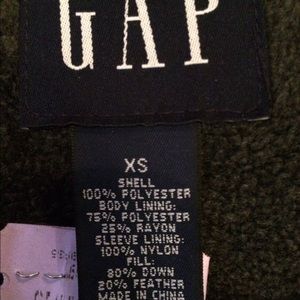 GAP
XS
SHELL
100% POLYESTER
BODY LINING:
75% POLYESTER
25% RAYON
SLEEVE LINING:
100% NYLON
FILL:
80% DOWN
20% FEATHER
MADE IN CHINA